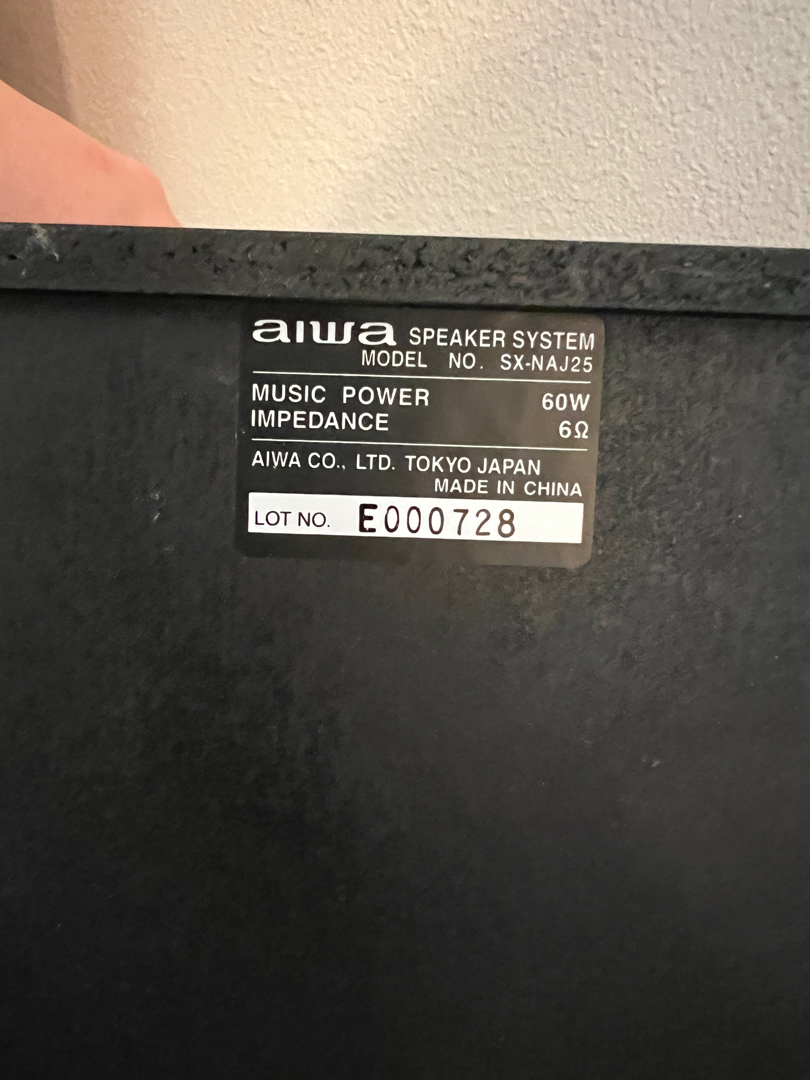 aiwa SPEAKER SYSTEM
MODEL NO. SX-NAJ25
MUSIC POWER 60W
IMPEDANCE 6Ω
AIWA CO., LTD. TOKYO JAPAN
MADE IN CHINA
LOT NO. E000728